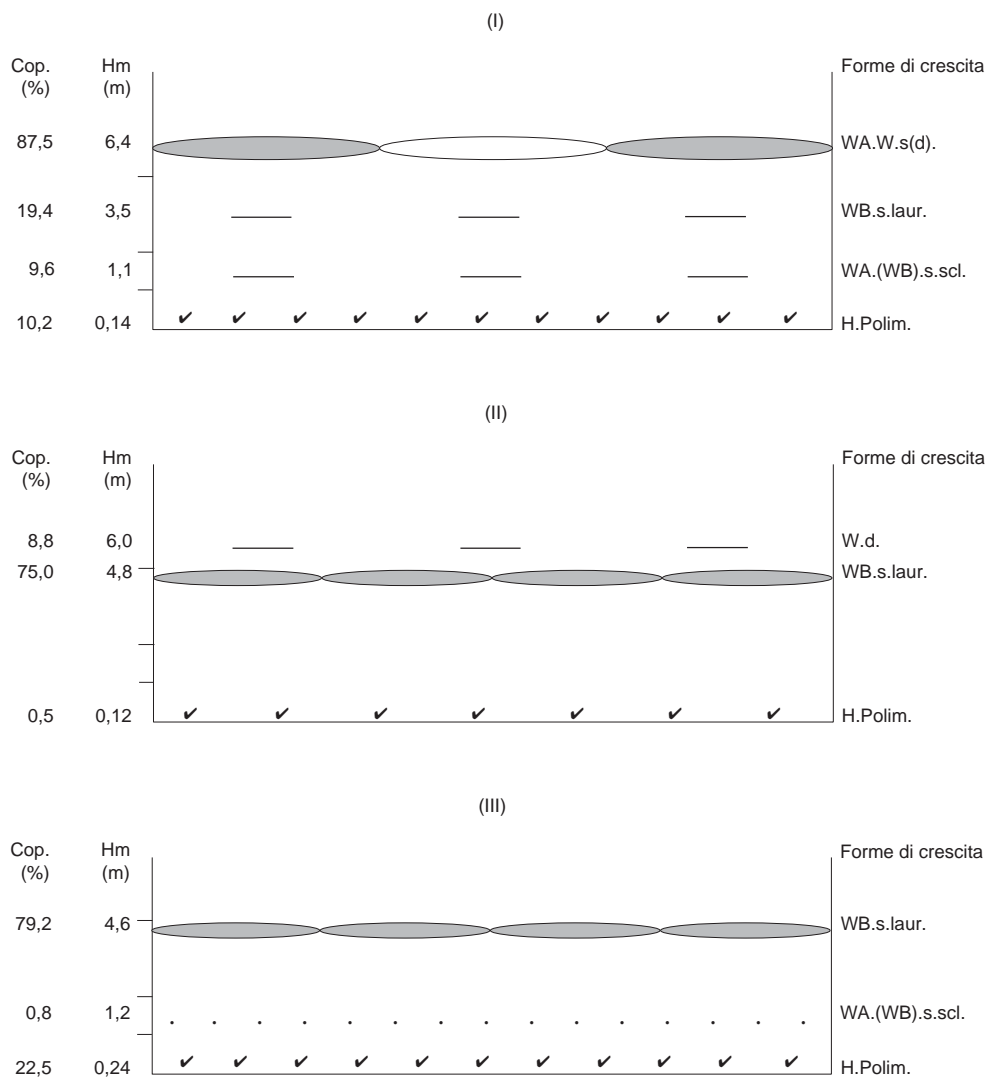 (I)
Cop. Hm Forme di crescita
(%) (m)
87,5 6,4 WA.W.s(d).
19,4 3,5 WB.s.laur.
9,6 1,1 WA.(WB).s.scl.
10,2 0,14 H.Polim.
(II)
Cop. Hm Forme di crescita
(%) (m)
8,8 6,0 W.d.
75,0 4,8 WB.s.laur.
0,5 0,12 H.Polim.
(III)
Cop. Hm Forme di crescita
(%) (m)
79,2 4,6 WB.s.laur.
0,8 1,2 WA.(WB).s.scl.
22,5 0,24 H.Polim.